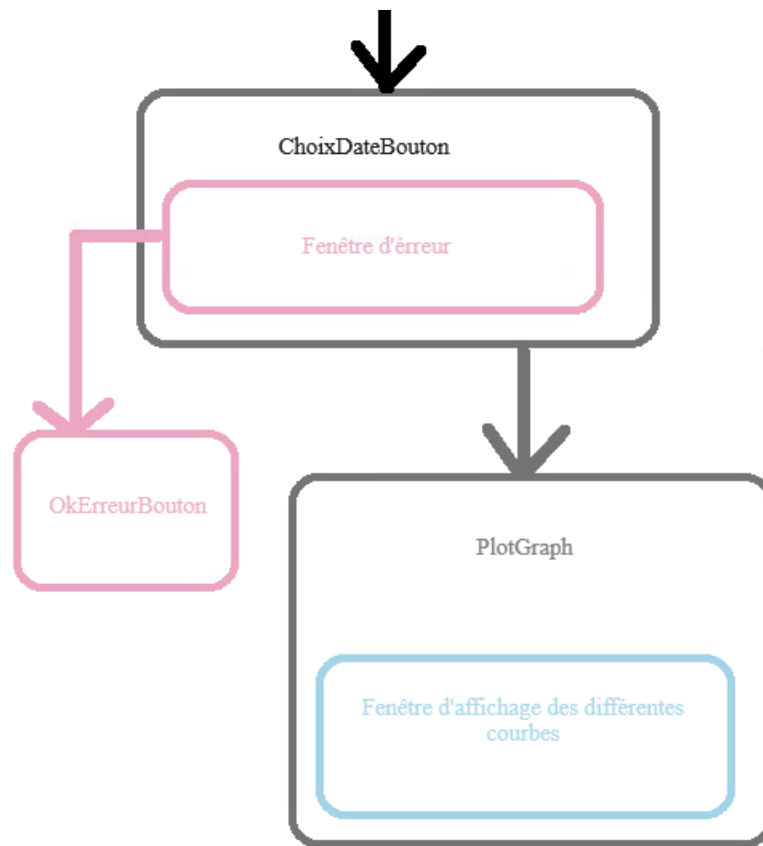 ChoixDateBouton
Fenêtre d'érreur
OkErreurBouton
PlotGraph
Fenêtre d'affichage des différentes
courbes